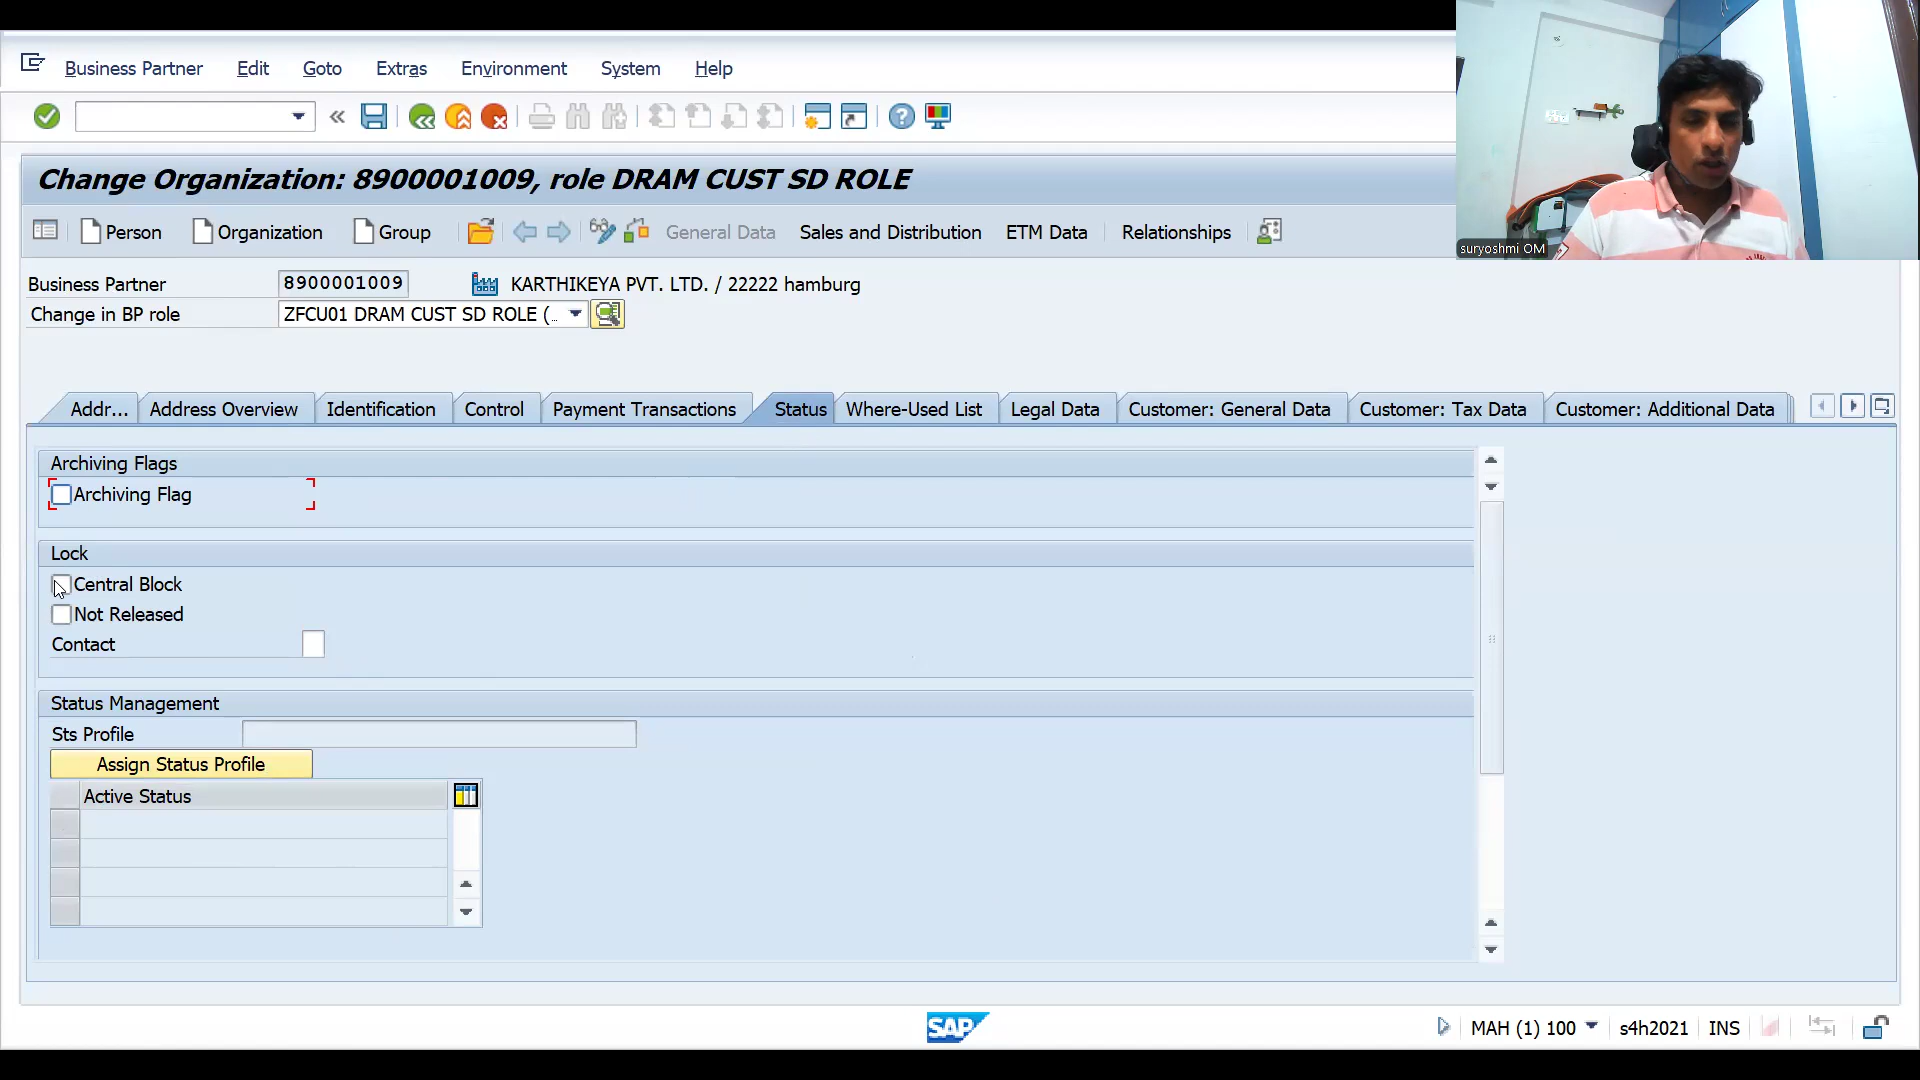 Business Partner Edit Goto Extras Environment System Help
Change Organization: 8900001009, role DRAM CUST SD ROLE
Person Organization Group General Data Sales and Distribution ETM Data Relationships
suryoshmi OM
Business Partner 8900001009 KARTHIKEYA PVT. LTD. / 22222 hamburg
Change in BP role ZFCU01 DRAM CUST SD ROLE (...
Addr... Address Overview Identification Control Payment Transactions Status Where-Used List Legal Data Customer: General Data Customer: Tax Data Customer: Additional Data
Archiving Flags
Archiving Flag
Lock
Central Block
Not Released
Contact
Status Management
Sts Profile
Assign Status Profile
Active Status
SAP MAH (1) 100 s4h2021 INS